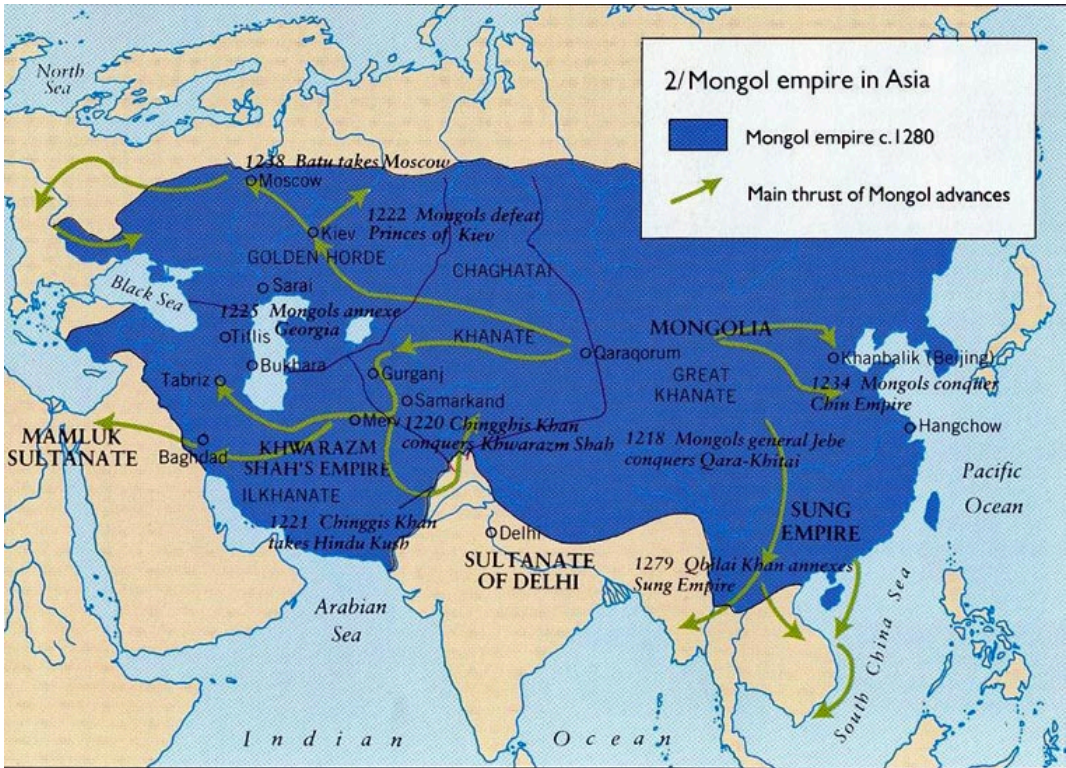 North
Sea
2/Mongol empire in Asia
Mongol empire c.1280
Main thrust of Mongol advances
1238 Batu takes Moscow
Moscow
1222 Mongols defeat
Princes of Kiev
Kiev
GOLDEN HORDE
CHAGHATAI
Black Sea
Sarai
1225 Mongols annexe
Georgia
Tiflis
KHANATE
MONGOLIA
Qaraqorum
Khanbalik (Beijing)
Bukhara
Gurganj
GREAT
KHANATE
Tabriz
1234 Mongols conquer
Chin Empire
Samarkand
Merv
1220 Chingghis Khan
conquers Khwarazm Shah
Hangchow
MAMLUK
SULTANATE
Baghdad
KHWARAZM
SHAH'S EMPIRE
1218 Mongols general Jebe
conquers Qara-Khitai
Pacific
Ocean
ILKHANATE
SUNG
EMPIRE
1221 Chinggis Khan
takes Hindu Kush
Delhi
SULTANATE
OF DELHI
1279 Qbilai Khan annexes
Sung Empire
Arabian
Sea
South China Sea
Indian Ocean